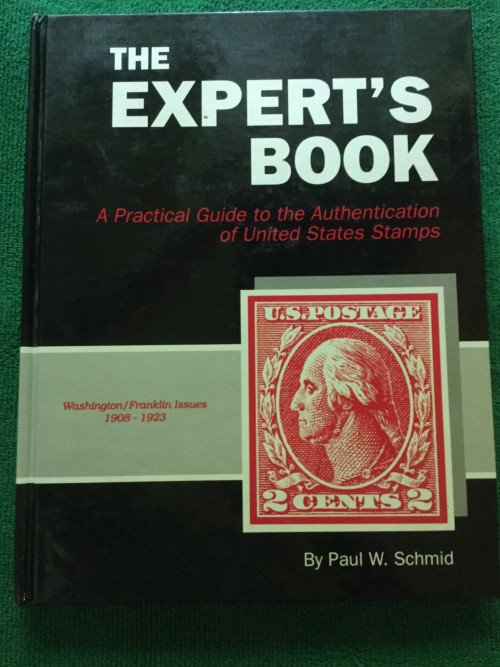 THE
EXPERT'S
BOOK
A Practical Guide to the Authentication
of United States Stamps
U.S. POSTAGE
Washington/Franklin Issues
1908 - 1923
2 CENTS 2
By Paul W. Schmid